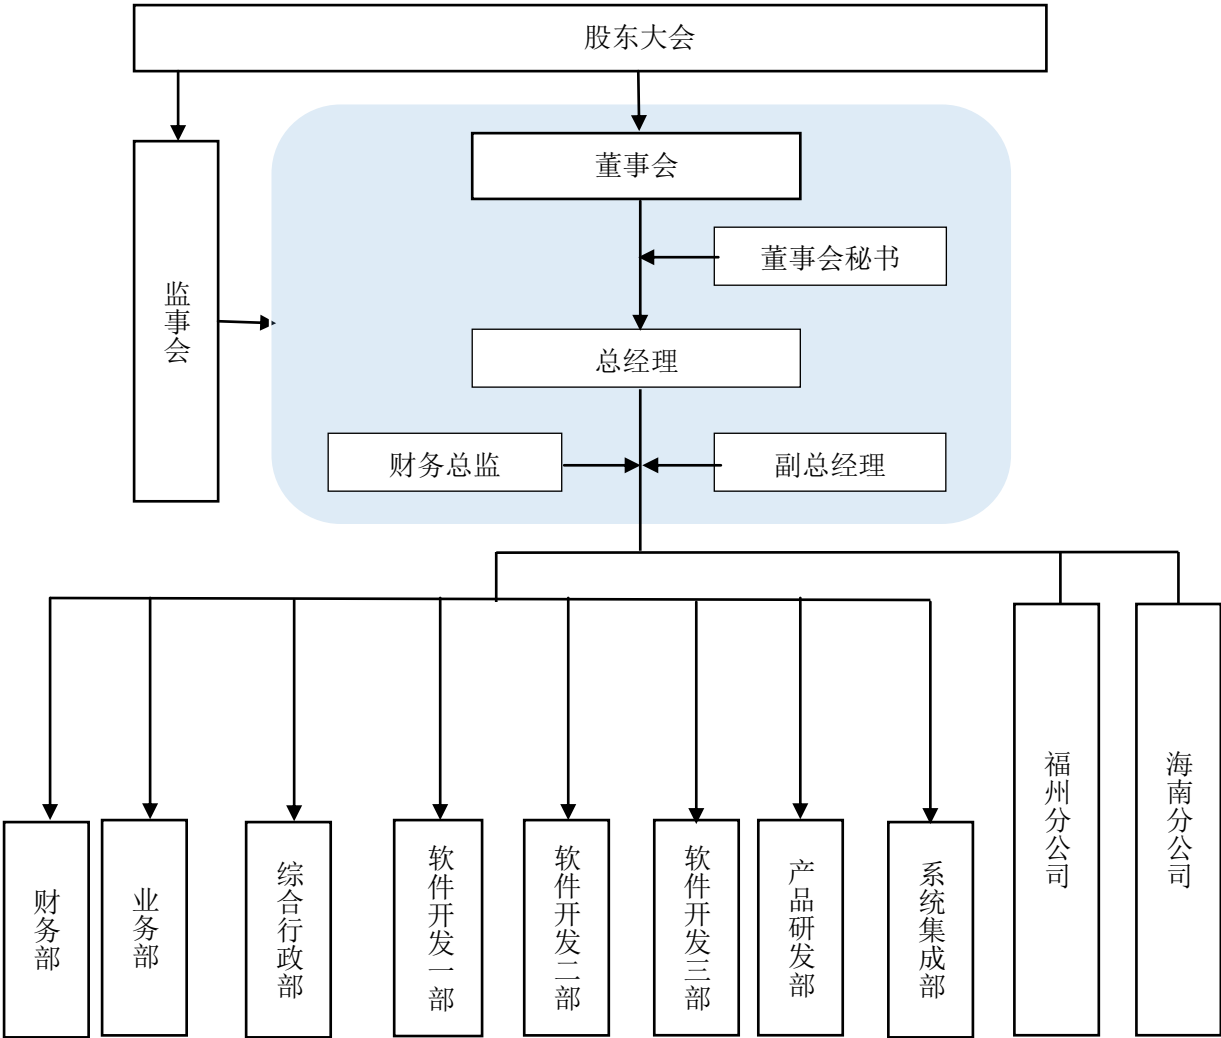 股东大会
董事会
董事会秘书
监事会
总经理
财务总监
副总经理
财务部
业务部
综合行政部
软件开发一部
软件开发二部
软件开发三部
产品研发部
系统集成部
福州分公司
海南分公司